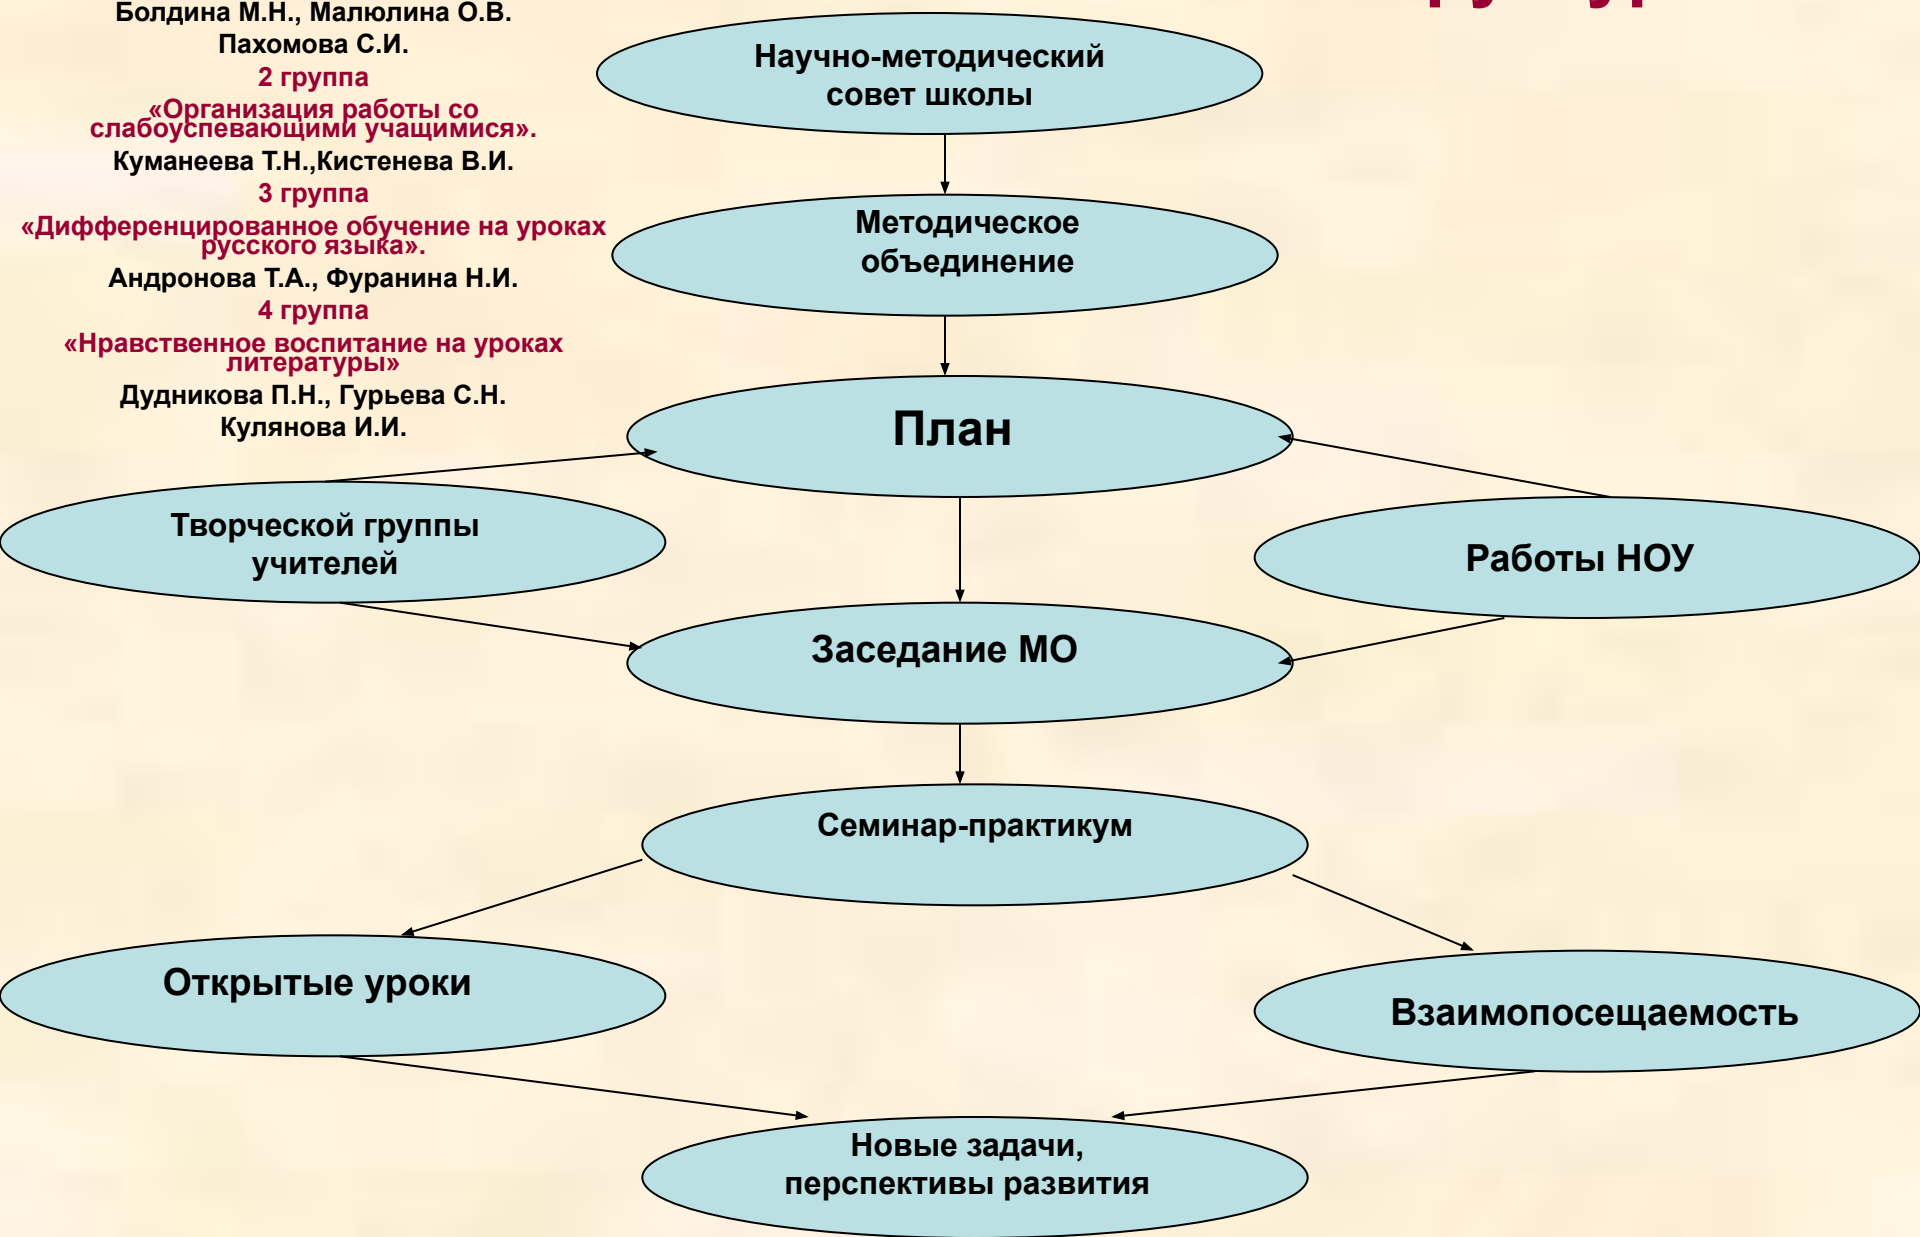 Болдина М.Н., Малюлина О.В.
Пахомова С.И.
2 группа
«Организация работы со
слабоуспевающими учащимися».
Куманеева Т.Н.,Кистенева В.И.
3 группа
«Дифференцированное обучение на уроках
русского языка».
Андронова Т.А., Фуранина Н.И.
4 группа
«Нравственное воспитание на уроках
литературы»
Дудникова П.Н., Гурьева С.Н.
Кулянова И.И.
Научно-методический
совет школы
Методическое
объединение
План
Творческой группы
учителей
Работы НОУ
Заседание МО
Семинар-практикум
Открытые уроки
Взаимопосещаемость
Новые задачи,
перспективы развития